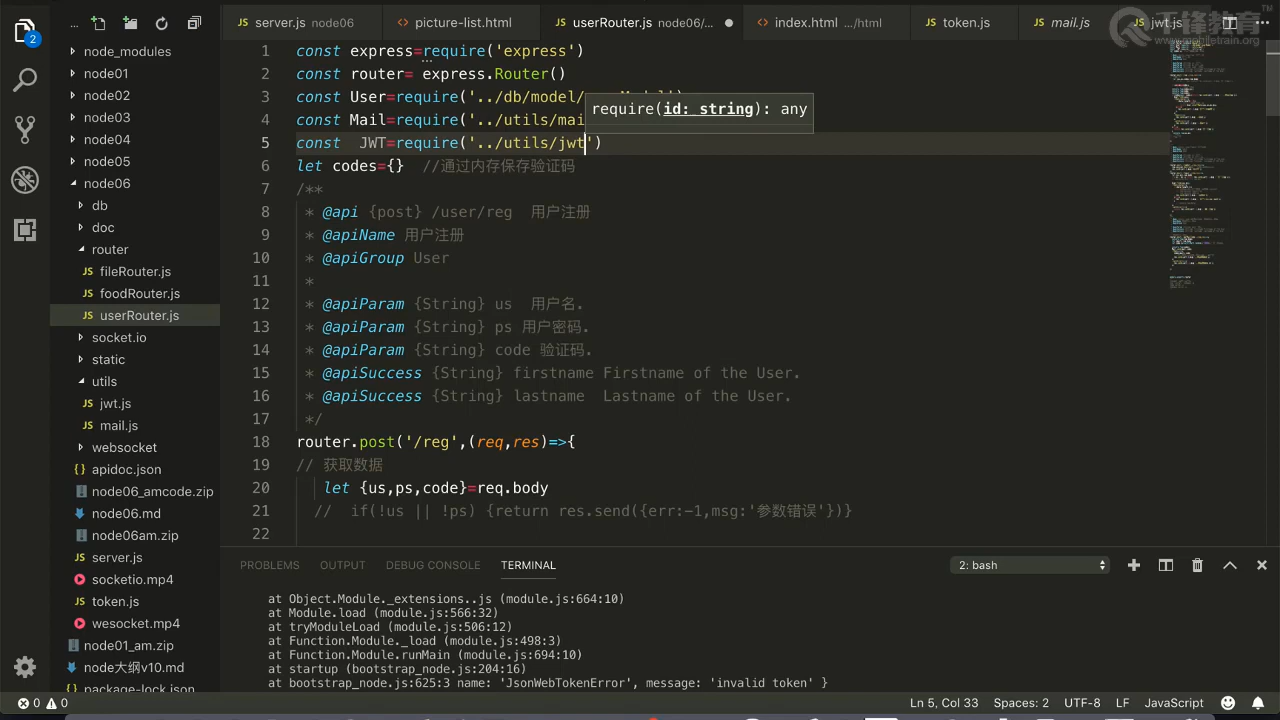 server.js node06
picture-list.html
userRouter.js node06/...
index.html .../html
token.js
mail.js
jwt.js
千锋教育
www.mobiletrain.org
2
node_modules
node01
node02
node03
node04
node05
node06
db
doc
router
fileRouter.js
foodRouter.js
userRouter.js
socket.io
static
utils
jwt.js
mail.js
websocket
apidoc.json
node06_amcode.zip
node06.md
node06am.zip
server.js
socketio.mp4
token.js
wesocket.mp4
node01_am.zip
node大纲v10.md
package-lock.json
1 const express=require('express')
2 const router= express.Router()
3 const User=require('../db/model/
4 const Mail=require('../utils/mai
require(id: string): any
5 const  JWT=require('../utils/jwt')
6 let codes={}  //通过内存保存验证码
7 /**
8 * @api {post} /user/reg  用户注册
9 * @apiName 用户注册
10 * @apiGroup User
11 *
12 * @apiParam {String} us  用户名.
13 * @apiParam {String} ps 用户密码.
14 * @apiParam {String} code 验证码.
15 * @apiSuccess {String} firstname Firstname of the User.
16 * @apiSuccess {String} lastname  Lastname of the User.
17 */
18 router.post('/reg',(req,res)=>{
19 // 获取数据
20 let {us,ps,code}=req.body
21 //  if(!us || !ps) {return res.send({err:-1,msg:'参数错误'})}
22
PROBLEMS OUTPUT DEBUG CONSOLE TERMINAL
2: bash
at Object.Module._extensions..js (module.js:664:10)
at Module.load (module.js:566:32)
at tryModuleLoad (module.js:506:12)
at Function.Module._load (module.js:498:3)
at Function.Module.runMain (module.js:694:10)
at startup (bootstrap_node.js:204:16)
at bootstrap_node.js:625:3 name: 'JsonWebTokenError', message: 'invalid token' }
0 0
Ln 5, Col 33 Spaces: 2 UTF-8 LF JavaScript